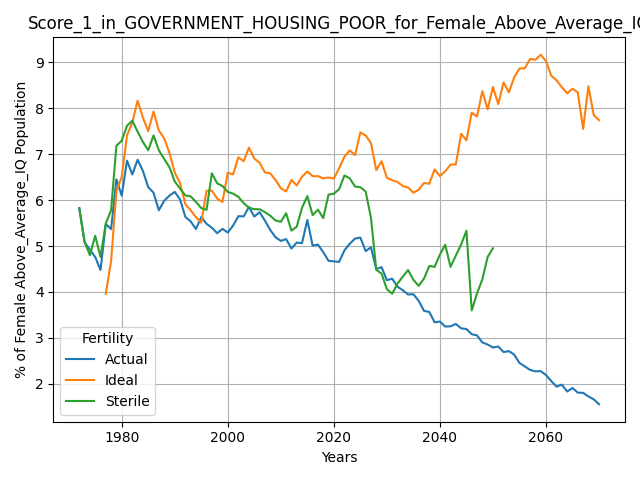 Score_1_in_GOVERNMENT_HOUSING_POOR_for_Female_Above_Average_IQ
% of Female Above_Average_IQ Population
9
8
7
6
5
4
3
2
Fertility
Actual
Ideal
Sterile
1980
2000
2020
2040
2060
Years